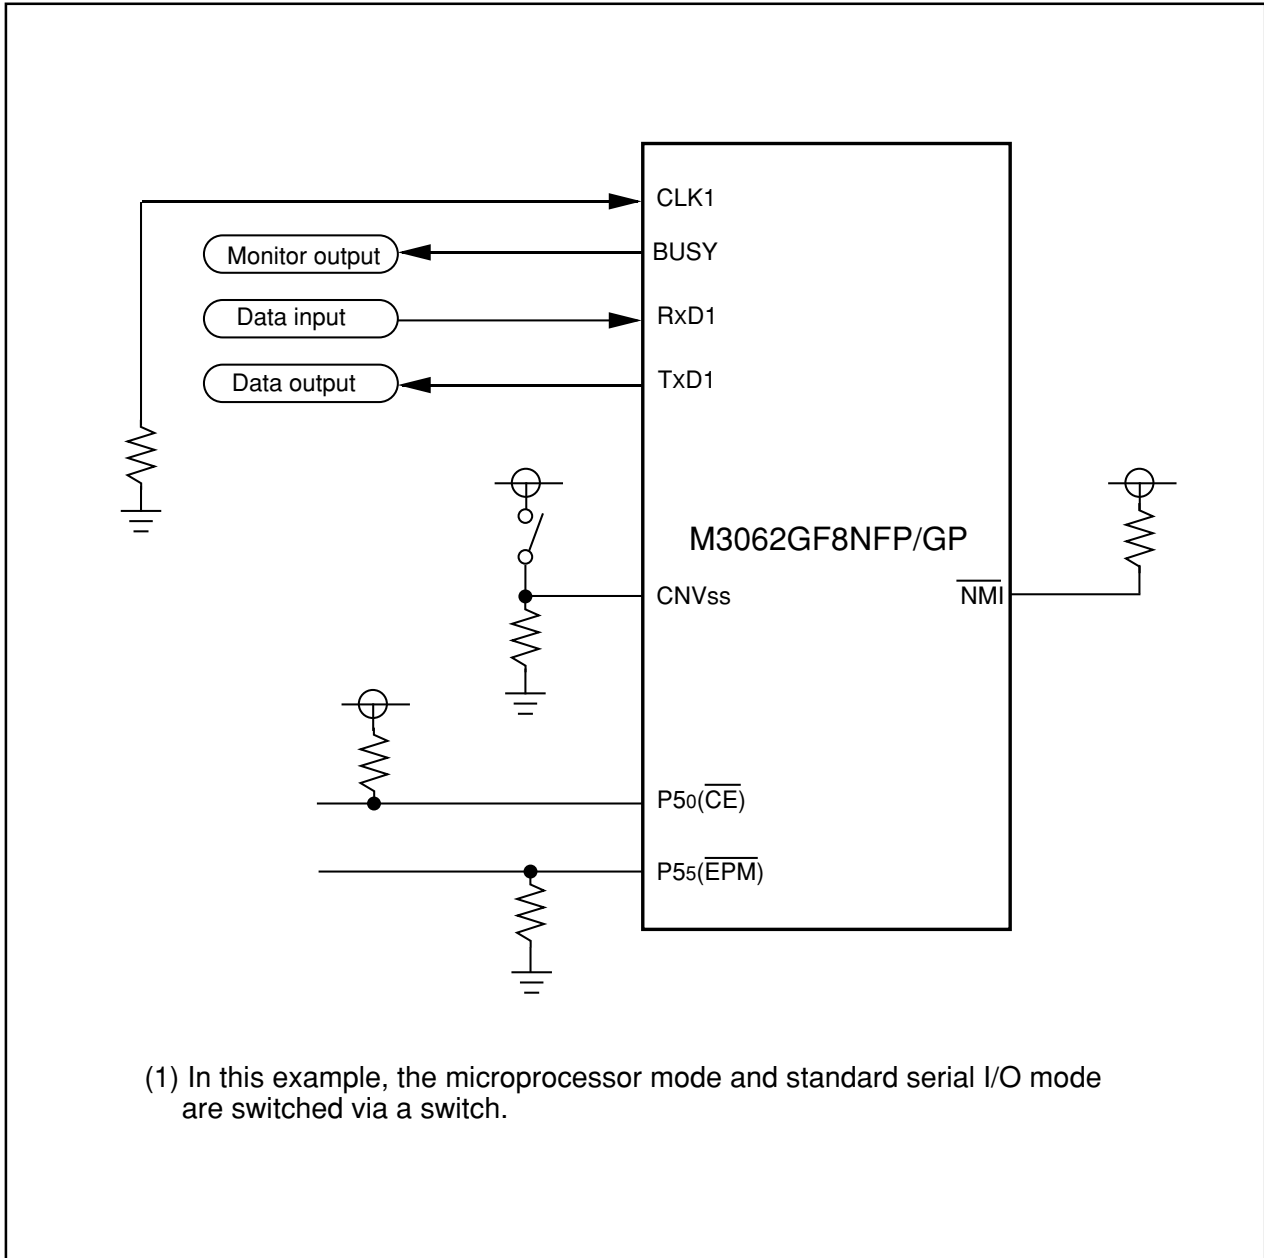 CLK1
Monitor output
BUSY
Data input
RxD1
Data output
TxD1
M3062GF8NFP/GP
CNVss
NMI
P50(CE)
P55(EPM)
(1) In this example, the microprocessor mode and standard serial I/O mode
are switched via a switch.